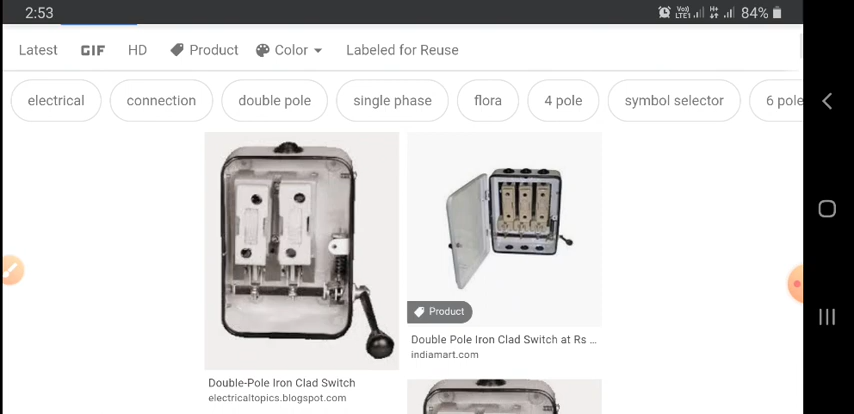 2:53
Vo)) LTE1 H+ 84%
Latest GIF HD Product Color Labeled for Reuse
electrical connection double pole single phase flora 4 pole symbol selector 6 pole
Product
Double Pole Iron Clad Switch at Rs ...
indiamart.com
Double-Pole Iron Clad Switch
electricaltopics.blogspot.com